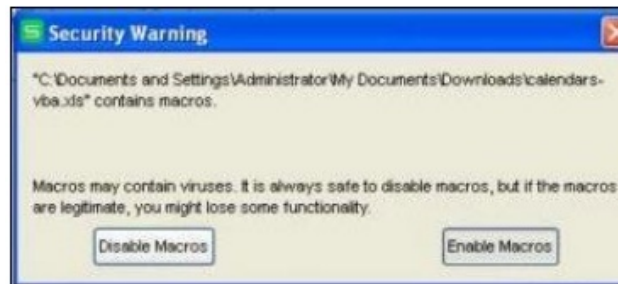 S Security Warning
"C:\Documents and Settings\Administrator\My Documents\Downloads\calendars-
vba.xls" contains macros.
Macros may contain viruses. It is always safe to disable macros, but if the macros
are legitimate, you might lose some functionality.
Disable Macros Enable Macros